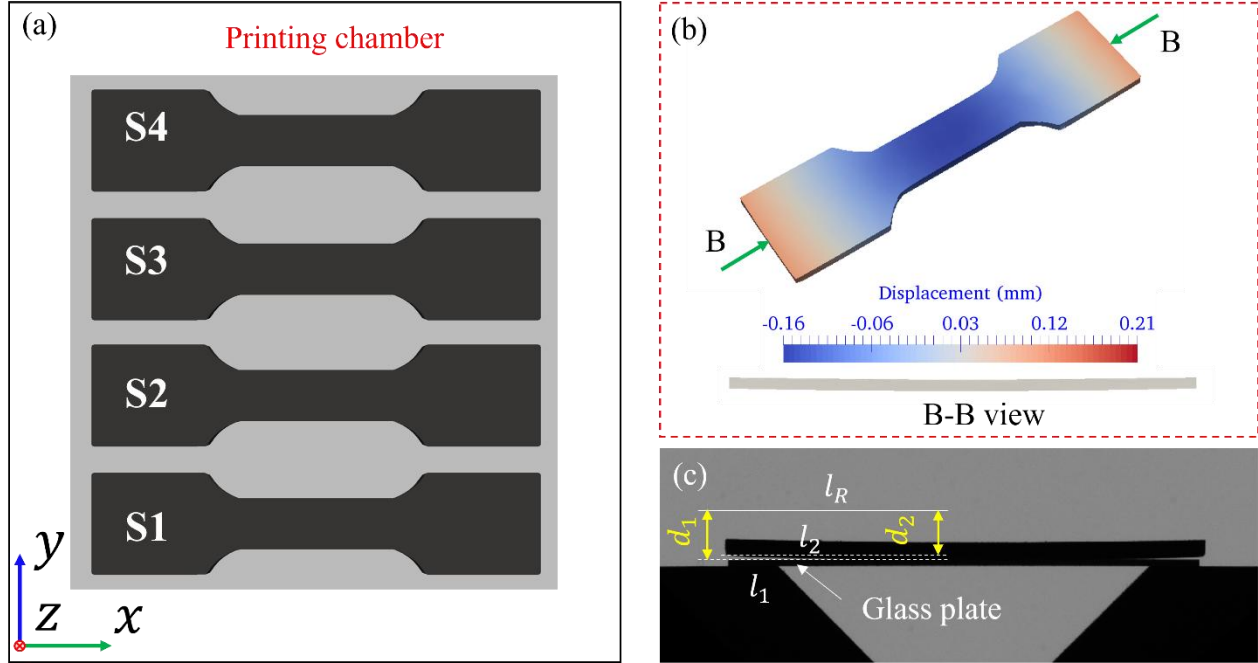 (a)
Printing chamber
S4
S3
S2
S1
y
z
x
(b)
B
B
Displacement (mm)
-0.16 -0.06 0.03 0.12 0.21
B-B view
(c)
l_R
d_1
d_2
l_2
l_1
Glass plate